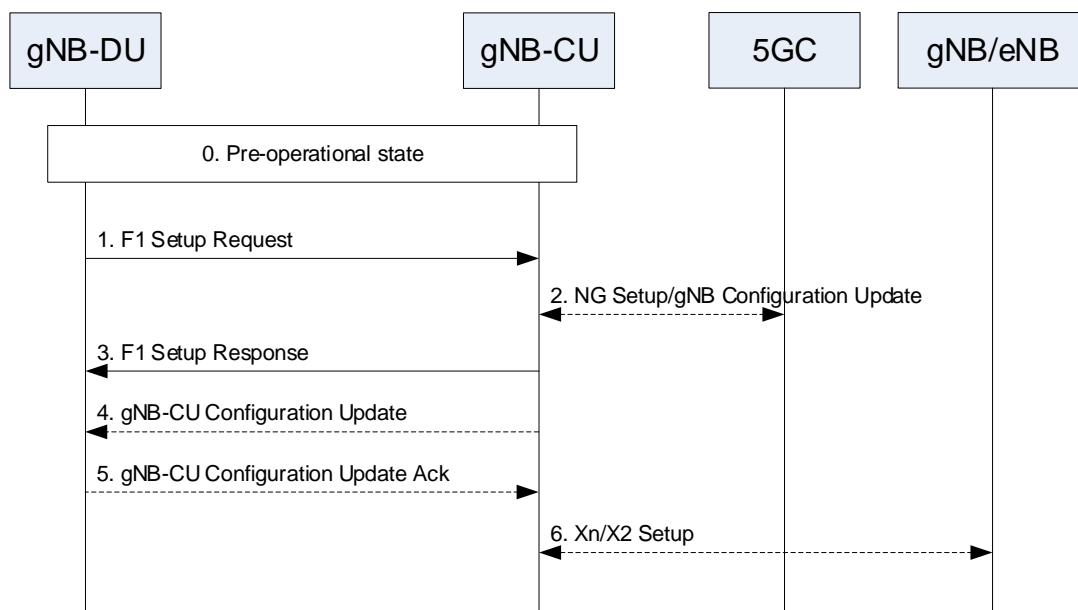 gNB-DU
gNB-CU
5GC
gNB/eNB
0. Pre-operational state
1. F1 Setup Request
2. NG Setup/gNB Configuration Update
3. F1 Setup Response
4. gNB-CU Configuration Update
5. gNB-CU Configuration Update Ack
6. Xn/X2 Setup